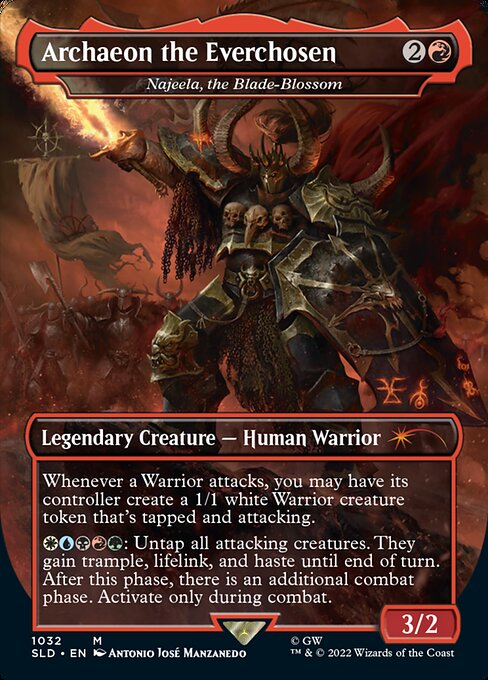 Archaeon the Everchosen 2
Najeela, the Blade-Blossom
Legendary Creature — Human Warrior
Whenever a Warrior attacks, you may have its
controller create a 1/1 white Warrior creature
token that's tapped and attacking.
: Untap all attacking creatures. They
gain trample, lifelink, and haste until end of turn.
After this phase, there is an additional combat
phase. Activate only during combat.
3/2
1032 M
SLD • EN Antonio José Manzanedo
© GW
™ & © 2022 Wizards of the Coast